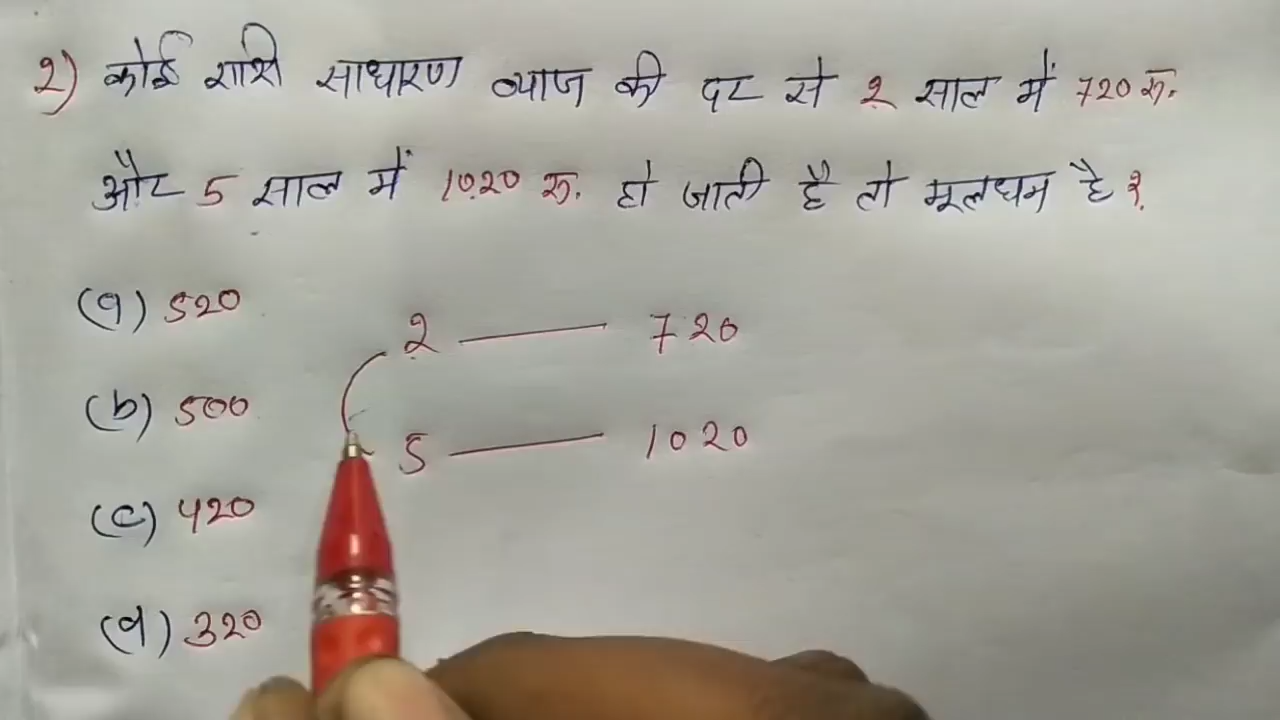 2) कोई राशि साधारण ब्याज की दर से 2 साल में 720 रु.
और 5 साल में 1020 रु. हो जाती है तो मूलधन है ?
(a) 520
2 —— 720
(b) 500
5 —— 1020
(c) 420
(d) 320